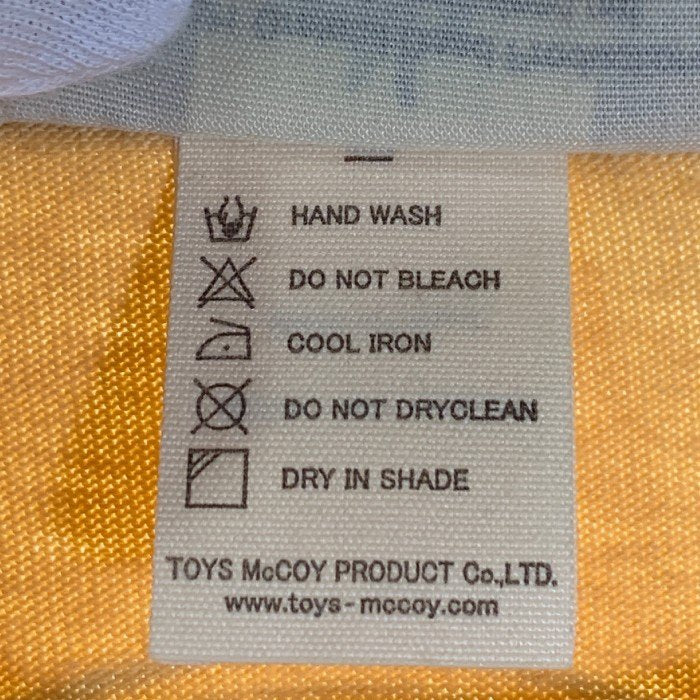 HAND WASH
DO NOT BLEACH
COOL IRON
DO NOT DRYCLEAN
DRY IN SHADE
TOYS McCOY PRODUCT Co.,LTD.
www.toys-mccoy.com